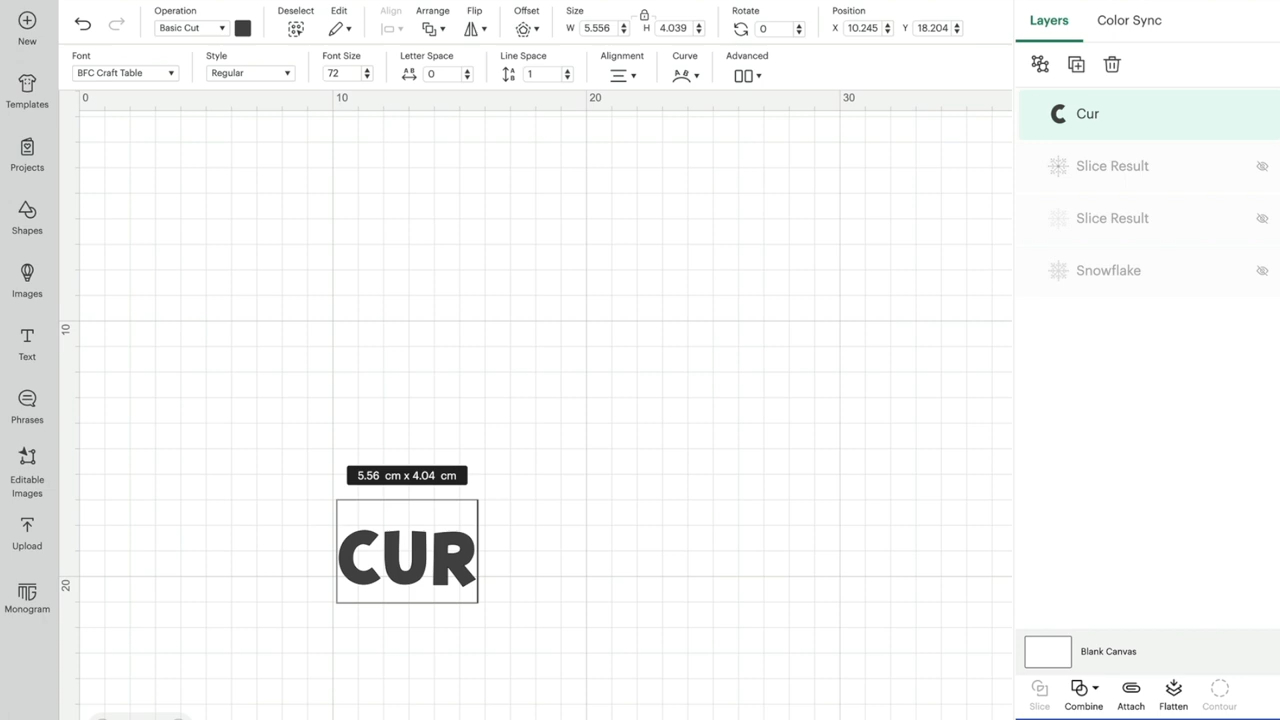 New
Templates
Projects
Shapes
Images
Text
Phrases
Editable
Images
Upload
Monogram
Operation
Basic Cut
Deselect
Edit
Align
Arrange
Flip
Offset
Size
W 5.556
H 4.039
Rotate
0
Position
X 10.245
Y 18.204
Font
BFC Craft Table
Style
Regular
Font Size
72
Letter Space
0
Line Space
1
Alignment
Curve
Advanced
0
10
20
30
10
20
5.56 cm x 4.04 cm
CUR
Layers
Color Sync
C Cur
Slice Result
Slice Result
Snowflake
Blank Canvas
Slice
Combine
Attach
Flatten
Contour